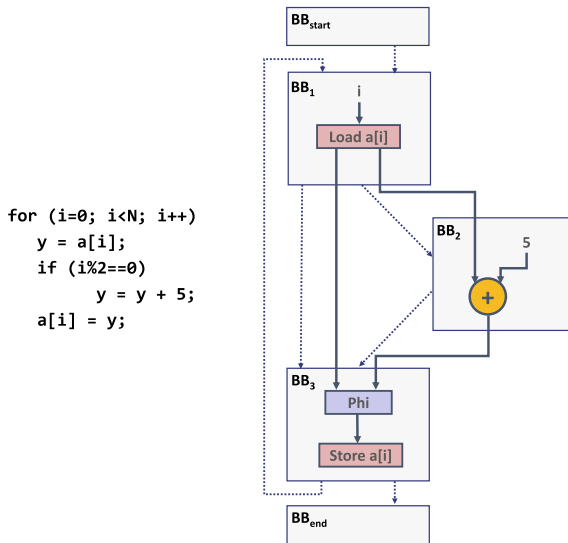 for (i=0; i<N; i++)
y = a[i];
if (i%2==0)
y = y + 5;
a[i] = y;
BBstart
BB1
i
Load a[i]
BB2
5
+
BB3
Phi
Store a[i]
BBend